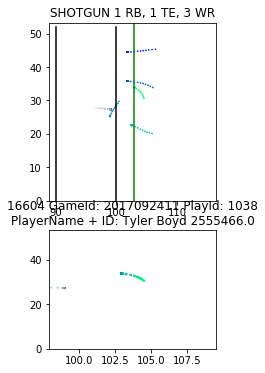 SHOTGUN 1 RB, 1 TE, 3 WR
50
40
30
20
10
0
90 100 110
16604 GameId: 2017092411 PlayId: 1038
PlayerName + ID: Tyler Boyd 2555466.0
40
20
0
100.0 102.5 105.0 107.5